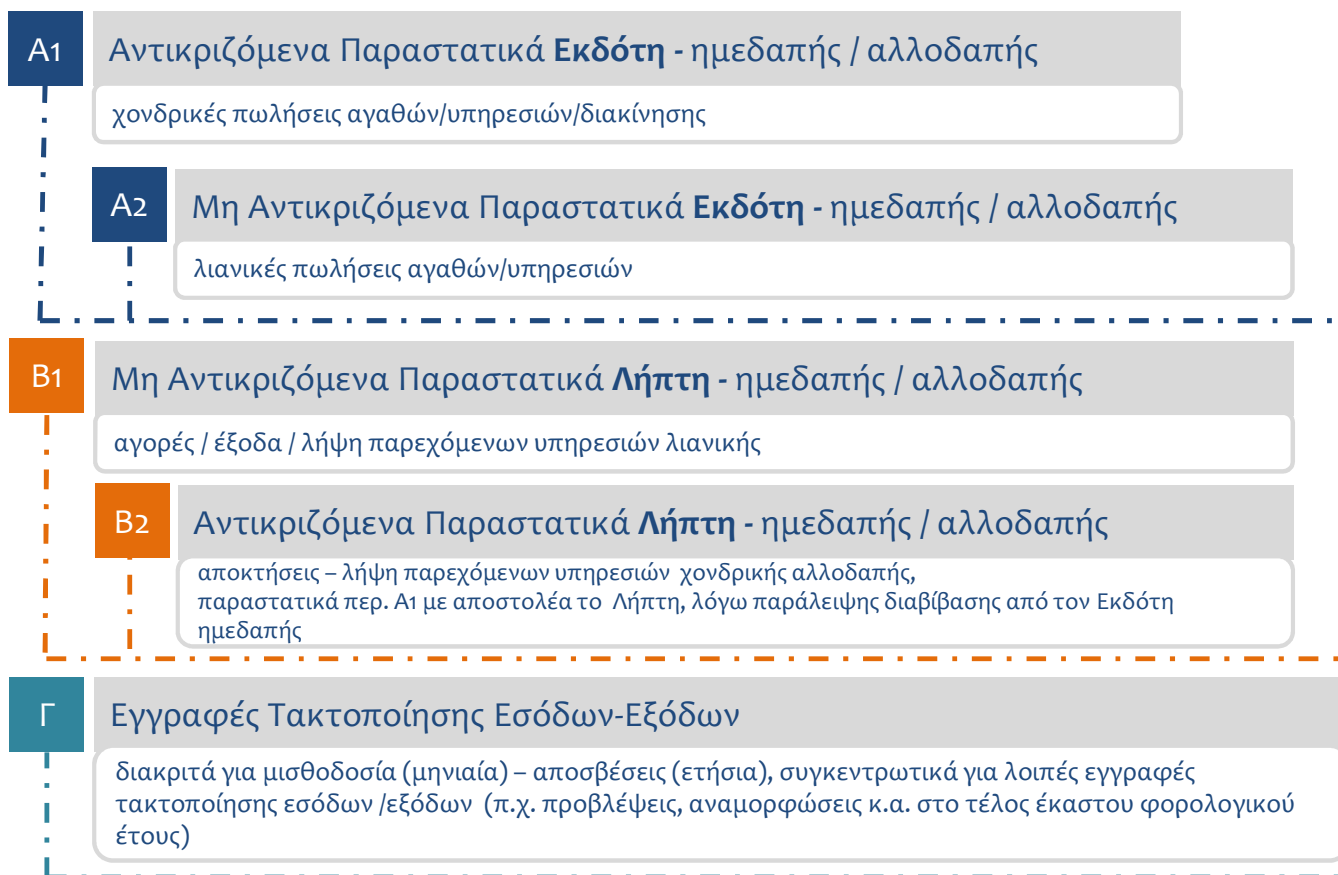 Α1
Αντικριζόμενα Παραστατικά Εκδότη - ημεδαπής / αλλοδαπής
χονδρικές πωλήσεις αγαθών/υπηρεσιών/διακίνησης
Α2
Μη Αντικριζόμενα Παραστατικά Εκδότη - ημεδαπής / αλλοδαπής
λιανικές πωλήσεις αγαθών/υπηρεσιών
Β1
Μη Αντικριζόμενα Παραστατικά Λήπτη - ημεδαπής / αλλοδαπής
αγορές / έξοδα / λήψη παρεχόμενων υπηρεσιών λιανικής
Β2
Αντικριζόμενα Παραστατικά Λήπτη - ημεδαπής / αλλοδαπής
αποκτήσεις – λήψη παρεχόμενων υπηρεσιών χονδρικής αλλοδαπής,
παραστατικά περ. Α1 με αποστολέα το Λήπτη, λόγω παράλειψης διαβίβασης από τον Εκδότη
ημεδαπής
Γ
Εγγραφές Τακτοποίησης Εσόδων-Εξόδων
διακριτά για μισθοδοσία (μηνιαία) – αποσβέσεις (ετήσια), συγκεντρωτικά για λοιπές εγγραφές
τακτοποίησης εσόδων /εξόδων (π.χ. προβλέψεις, αναμορφώσεις κ.α. στο τέλος έκαστου φορολογικού
έτους)